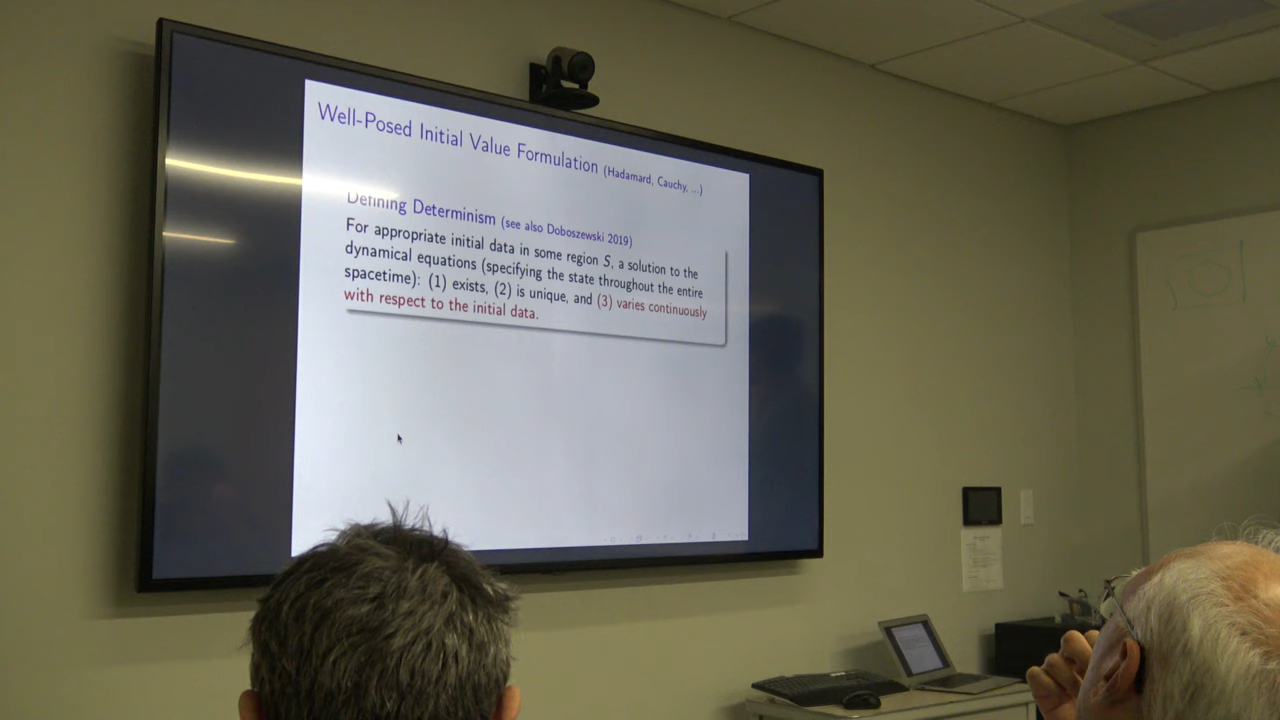 Well-Posed Initial Value Formulation (Hadamard, Cauchy, ...)
Defining Determinism (see also Doboszewski 2019)
For appropriate initial data in some region S, a solution to the
dynamical equations (specifying the state throughout the entire
spacetime): (1) exists, (2) is unique, and (3) varies continuously
with respect to the initial data.